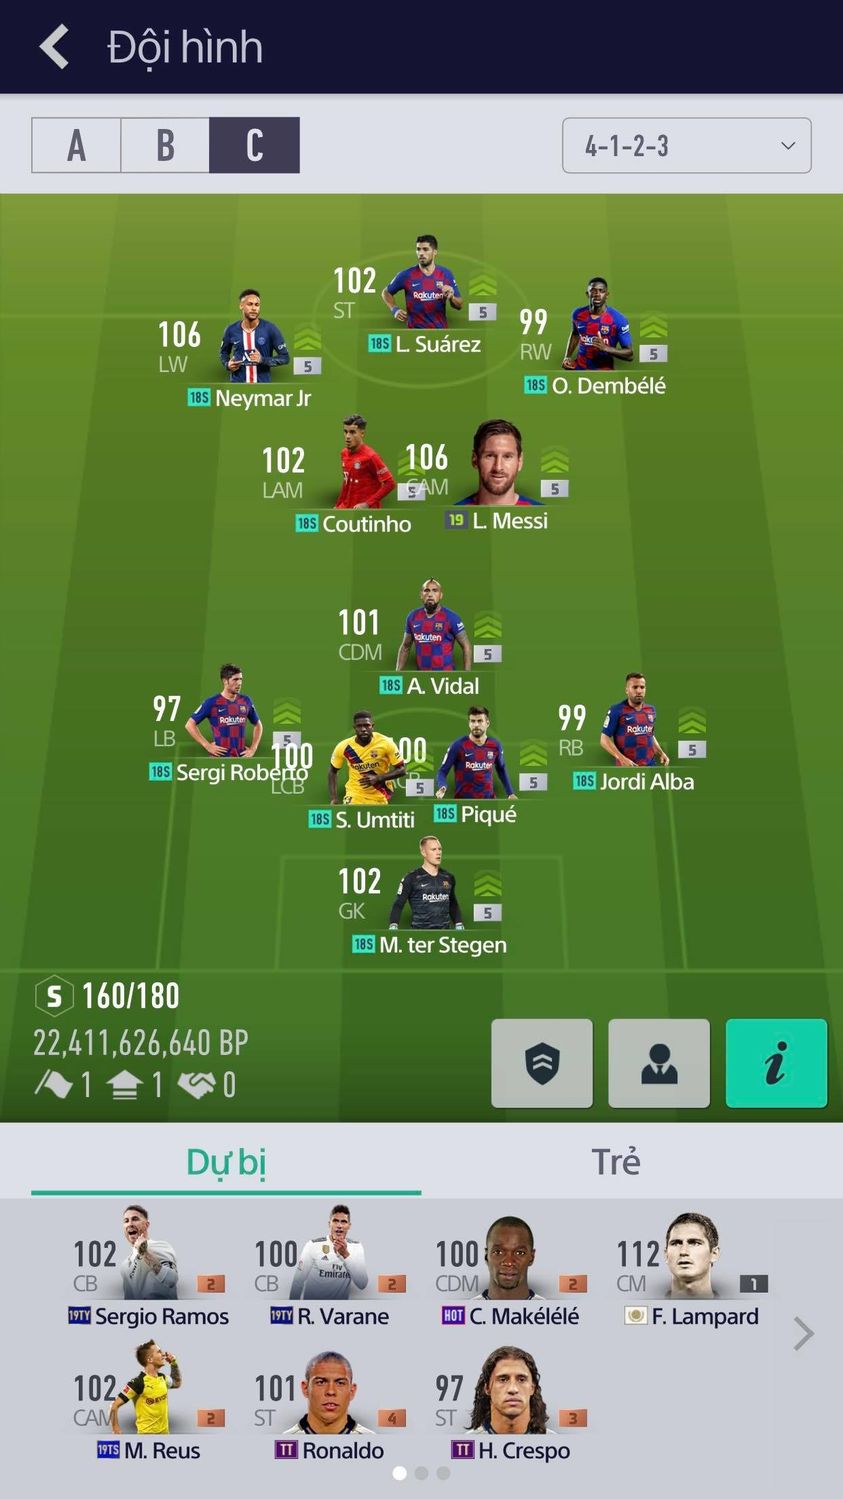 Đội hình
A B C
4-1-2-3
102
ST
5
18S L. Suárez
106
LW
5
18S Neymar Jr
99
RW
5
18S O. Dembélé
102
LAM
5
18S Coutinho
106
CAM
5
19 L. Messi
101
CDM
5
18S A. Vidal
97
LB
5
18S Sergi Roberto
99
RB
5
18S Jordi Alba
100
LCB
5
18S S. Umtiti
00
5
18S Piqué
102
GK
5
18S M. ter Stegen
S 160/180
22,411,626,640 BP
1 1 0
i
Dự bị Trẻ
102
CB
2
19TY Sergio Ramos
100
CB
2
19TY R. Varane
100
CDM
2
HOT C. Makélélé
112
CM
1
F. Lampard
102
CAM
2
19TS M. Reus
101
ST
4
TT Ronaldo
97
ST
3
TT H. Crespo